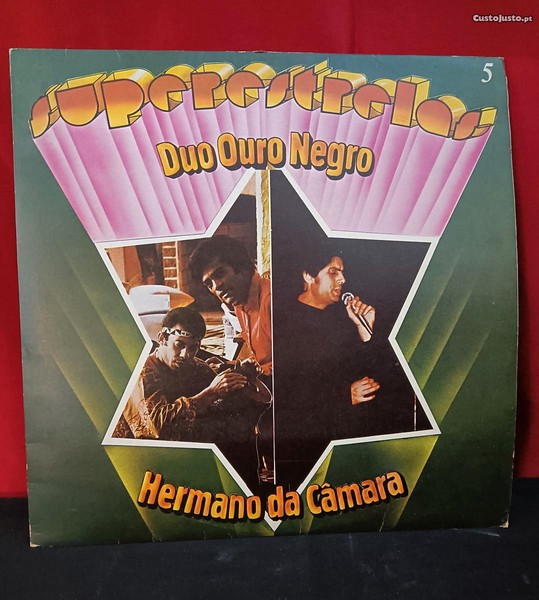 CustoJusto.pt
5
superestrelas
Duo Ouro Negro
Hermano da Câmara